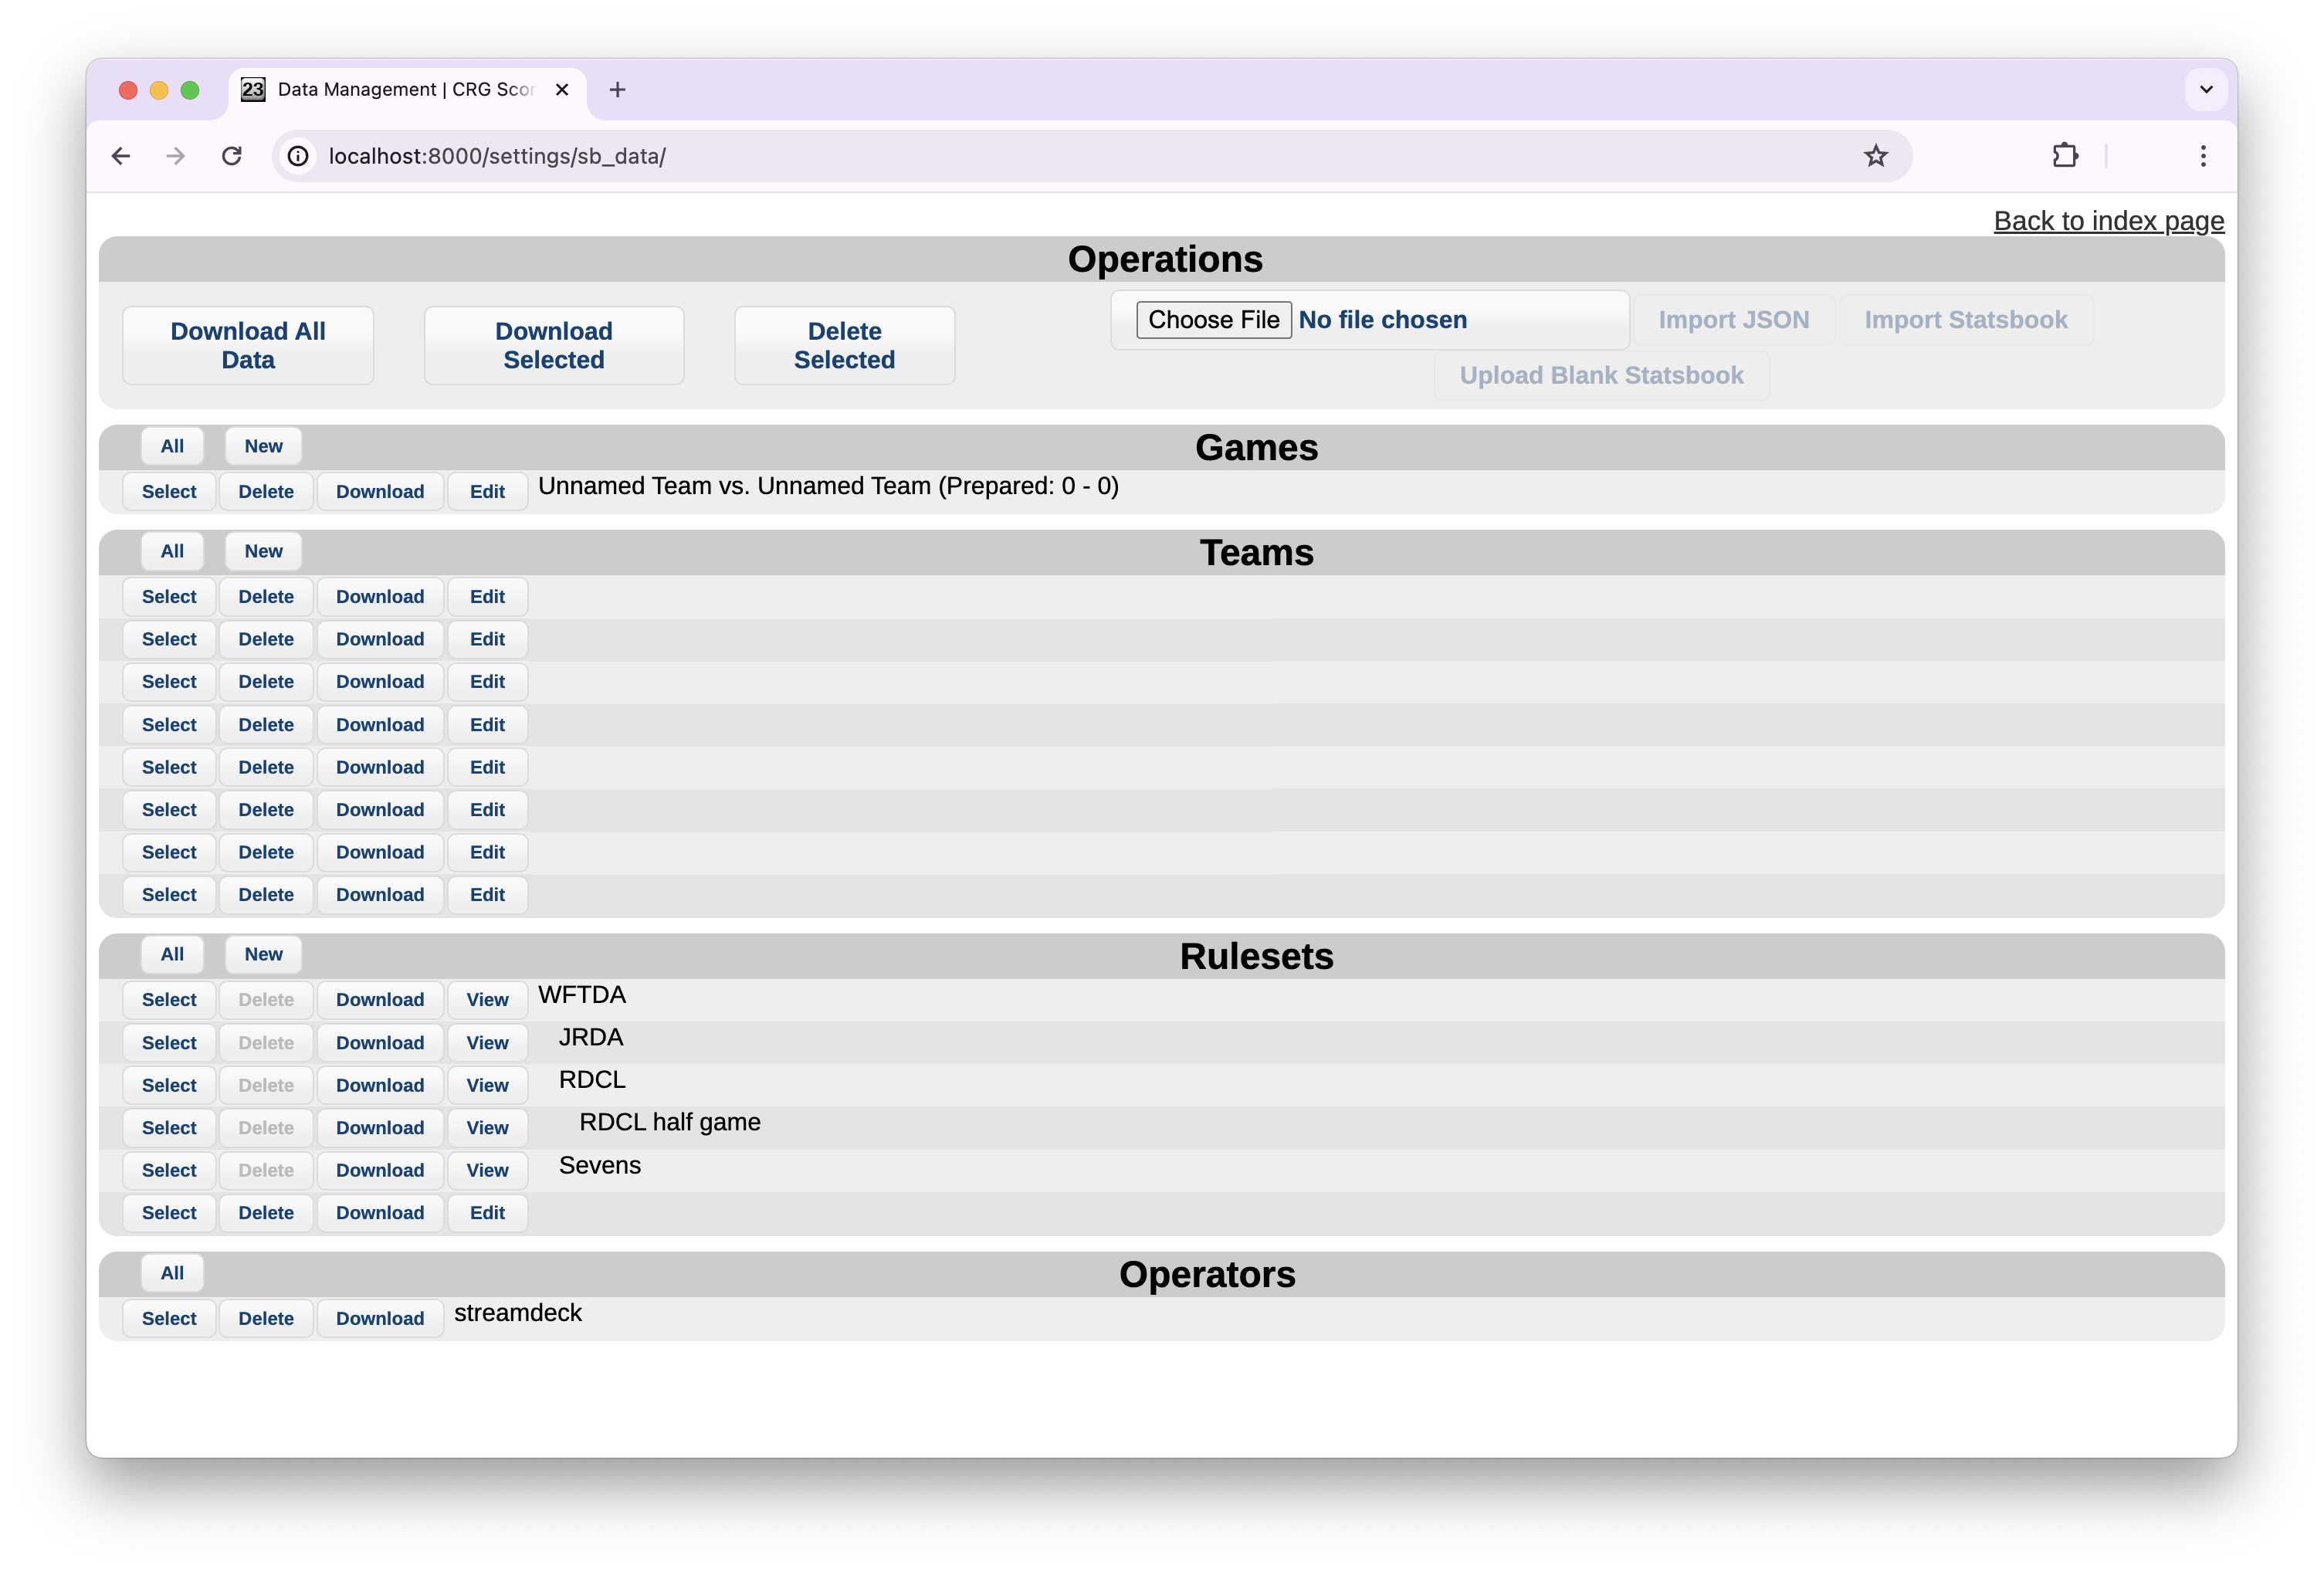 23 Data Management | CRG Scor
localhost:8000/settings/sb_data/
Back to index page
Operations
Download All Data
Download Selected
Delete Selected
Choose File No file chosen
Import JSON
Import Statsbook
Upload Blank Statsbook
All New Games
Select Delete Download Edit Unnamed Team vs. Unnamed Team (Prepared: 0 - 0)
All New Teams
Select Delete Download Edit
Select Delete Download Edit
Select Delete Download Edit
Select Delete Download Edit
Select Delete Download Edit
Select Delete Download Edit
Select Delete Download Edit
Select Delete Download Edit
All New Rulesets
Select Delete Download View WFTDA
Select Delete Download View JRDA
Select Delete Download View RDCL
Select Delete Download View RDCL half game
Select Delete Download View Sevens
Select Delete Download Edit
All Operators
Select Delete Download streamdeck